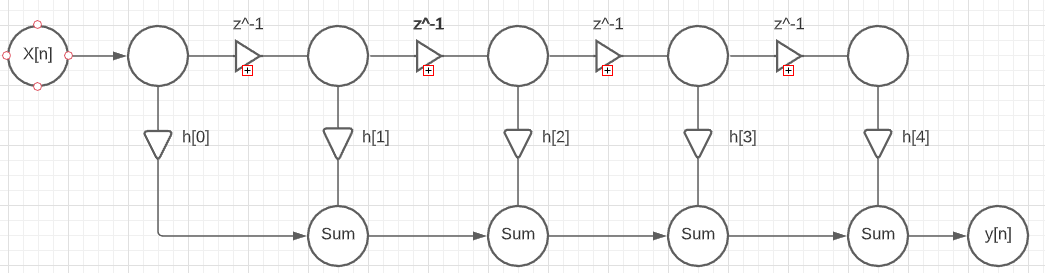 z^-1 z^-1 z^-1 z^-1
X[n]
h[0] h[1] h[2] h[3] h[4]
Sum Sum Sum Sum y[n]